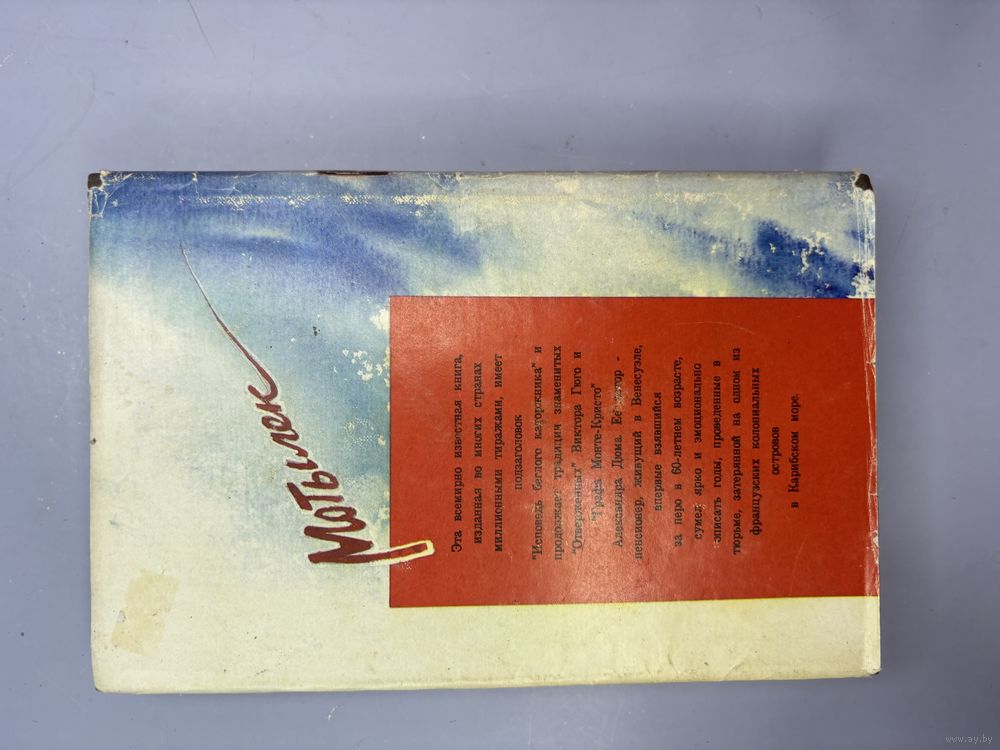 Мотылек
Эта всемирно известная книга,
изданная во многих странах
миллионными тиражами, имеет
подзаголовок
"Исповедь беглого каторжника" и
продолжает традиции знаменитых
"Отверженных" Виктора Гюго и
"Графа Монте-Кристо"
Александра Дюма. Её автор -
пенсионер, живущий в Венесуэле,
впервые взявшийся
за перо в 60-летнем возрасте,
сумел ярко и эмоционально
описать годы, проведенные в
тюрьме, затерянной на одном из
французских колониальных
островов
в Карибском море.
www.ay.by